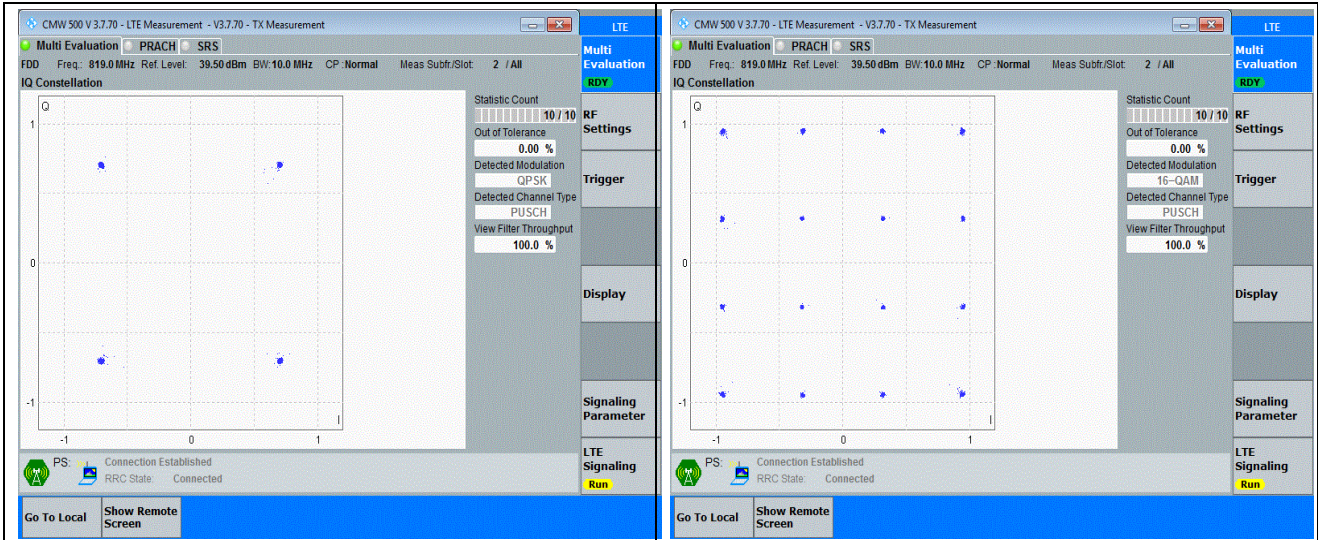 CMW 500 V 3.7.70 - LTE Measurement - V3.7.70 - TX Measurement
LTE
Multi Evaluation PRACH SRS
Multi
Evaluation
RDY
FDD Freq.: 819.0 MHz Ref. Level: 39.50 dBm BW: 10.0 MHz CP : Normal Meas Subfr./Slot: 2 / All
IQ Constellation
Q
1
0
-1
-1
0
1
I
Statistic Count
10 / 10
Out of Tolerance
0.00 %
Detected Modulation
QPSK
Detected Channel Type
PUSCH
View Filter Throughput
100.0 %
RF
Settings
Trigger
Display
Signaling
Parameter
LTE
Signaling
Run
PS: Connection Established
RRC State: Connected
Go To Local
Show Remote
Screen
CMW 500 V 3.7.70 - LTE Measurement - V3.7.70 - TX Measurement
LTE
Multi Evaluation PRACH SRS
Multi
Evaluation
RDY
FDD Freq.: 819.0 MHz Ref. Level: 39.50 dBm BW: 10.0 MHz CP : Normal Meas Subfr./Slot: 2 / All
IQ Constellation
Q
1
0
-1
-1
0
1
I
Statistic Count
10 / 10
Out of Tolerance
0.00 %
Detected Modulation
16-QAM
Detected Channel Type
PUSCH
View Filter Throughput
100.0 %
RF
Settings
Trigger
Display
Signaling
Parameter
LTE
Signaling
Run
PS: Connection Established
RRC State: Connected
Go To Local
Show Remote
Screen